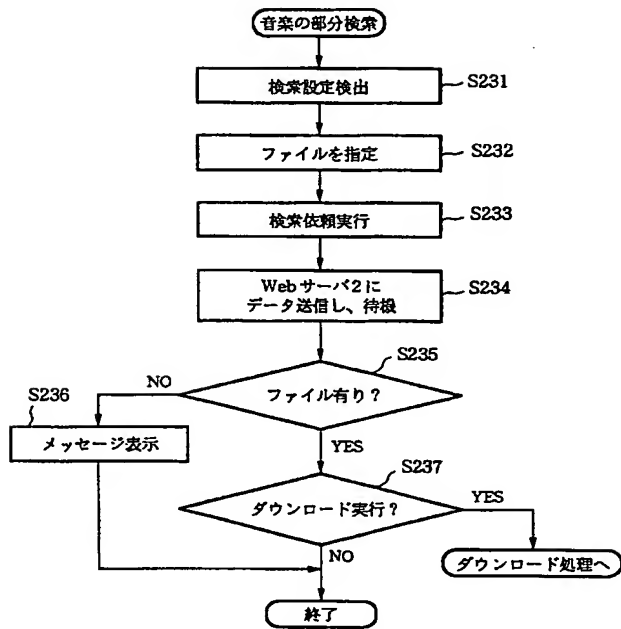 音楽の部分検索
検索設定検出
S231
ファイルを指定
S232
検索依頼実行
S233
Webサーバ2に
データ送信し、待機
S234
S235
ファイル有り?
NO
S236
メッセージ表示
YES
S237
ダウンロード実行?
YES
ダウンロード処理へ
NO
終了